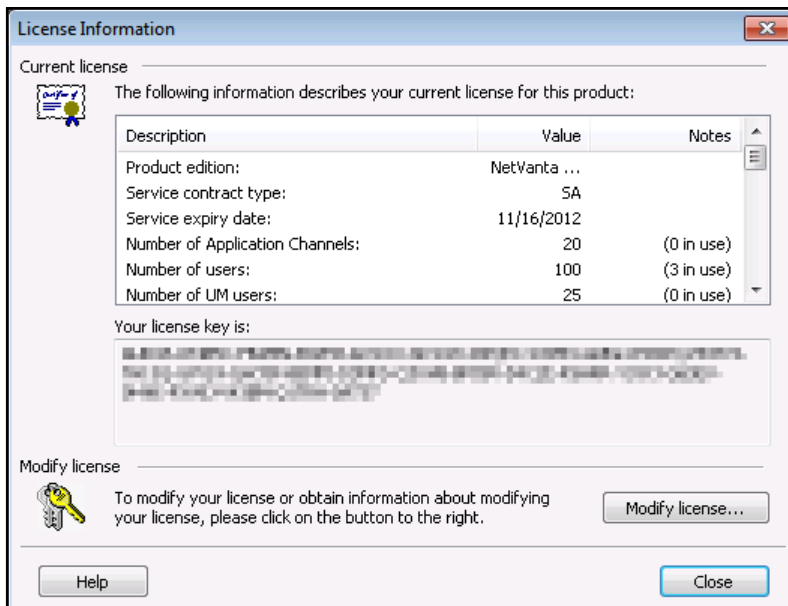 License Information
Current license
The following information describes your current license for this product:
Description Value Notes
Product edition: NetVanta ...
Service contract type: SA
Service expiry date: 11/16/2012
Number of Application Channels: 20 (0 in use)
Number of users: 100 (3 in use)
Number of UM users: 25 (0 in use)
Your license key is:
Modify license
To modify your license or obtain information about modifying
your license, please click on the button to the right.
Modify license...
Help
Close